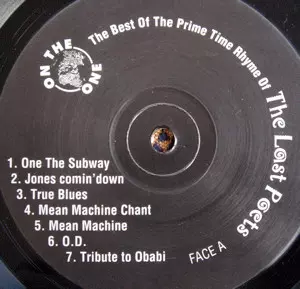 ON THE ONE
The Best Of The Prime Time Rhyme Of The Last Poets
1. One The Subway
2. Jones comin'down
3. True Blues
4. Mean Machine Chant
5. Mean Machine
6. O.D.
7. Tribute to Obabi
FACE A